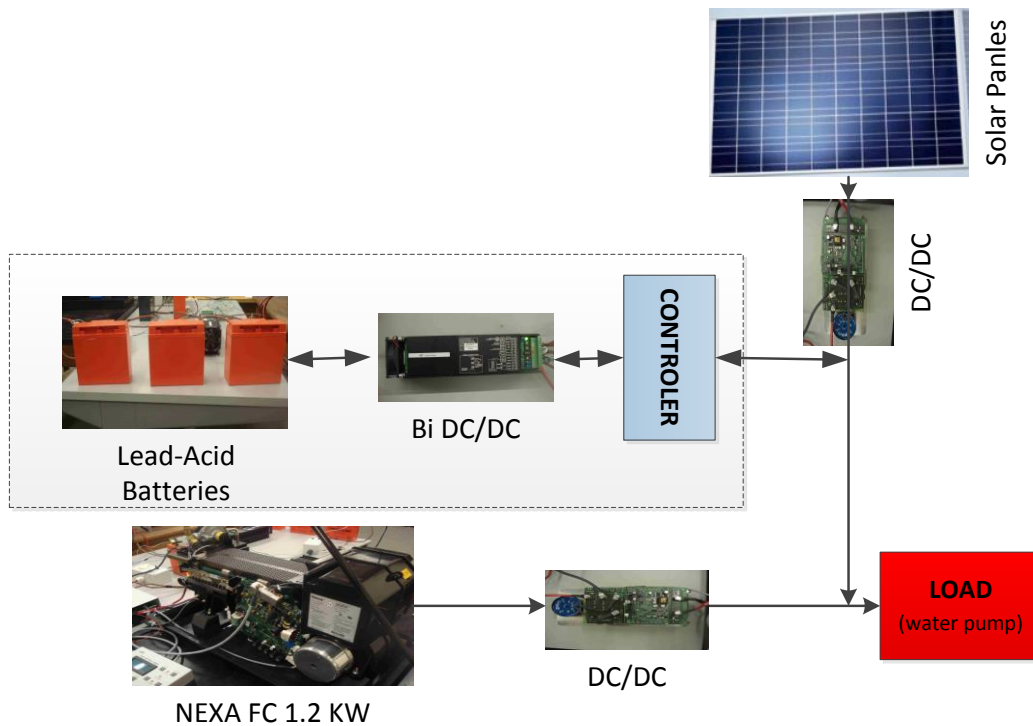 Solar Panles
DC/DC
CONTROLER
Bi DC/DC
Lead-Acid
Batteries
LOAD
(water pump)
DC/DC
NEXA FC 1.2 KW